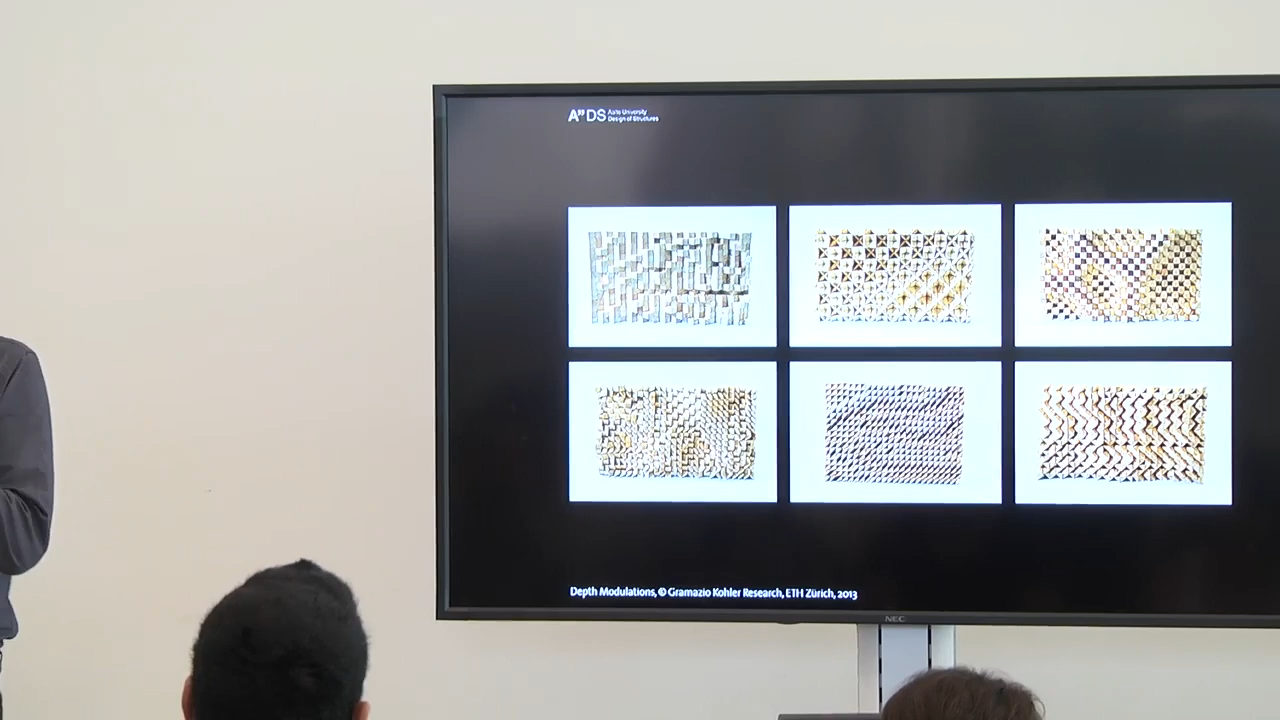 A” DS Aalto University
Design of Structures
Depth Modulations, © Gramazio Kohler Research, ETH Zürich, 2013
NEC